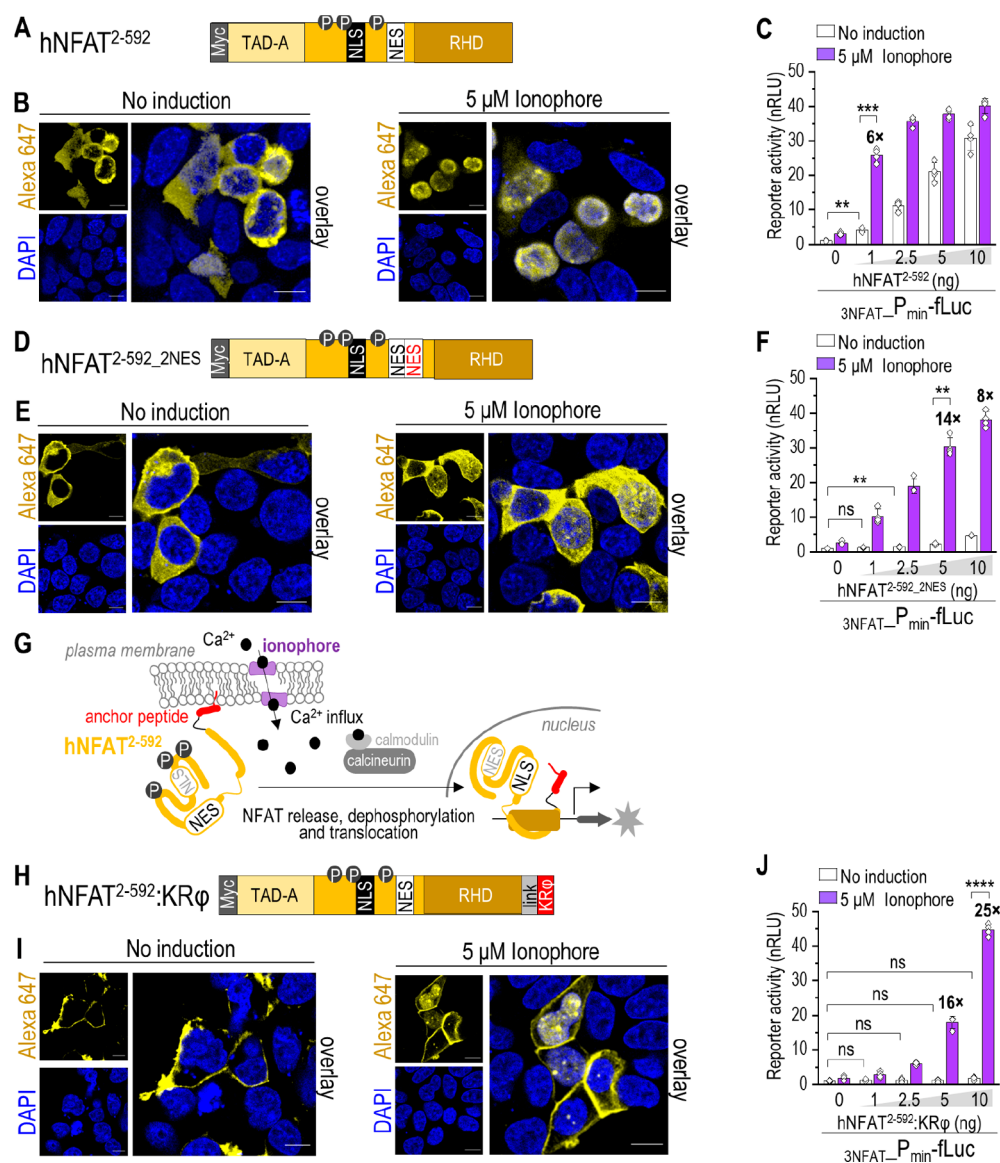 A
hNFAT2-592
P P P
Myc TAD-A NLS NES RHD
B
No induction
5 µM Ionophore
Alexa 647
DAPI
overlay
Alexa 647
DAPI
overlay
C
No induction
5 µM Ionophore
Reporter activity (nRLU)
50
40
30
20
10
0
**
***
6×
0 1 2.5 5 10
hNFAT2-592 (ng)
3NFAT_Pmin-fLuc
D
hNFAT2-592_2NES
P P P
Myc TAD-A NLS NES NES RHD
E
No induction
5 µM Ionophore
Alexa 647
DAPI
overlay
Alexa 647
DAPI
overlay
F
No induction
5 µM Ionophore
Reporter activity (nRLU)
50
40
30
20
10
0
ns
**
**
14×
8×
0 1 2.5 5 10
hNFAT2-592_2NES (ng)
3NFAT_Pmin-fLuc
G
Ca2+
ionophore
plasma membrane
anchor peptide
Ca2+ influx
nucleus
hNFAT2-592
calmodulin
calcineurin
P P
NLS
P
NES
NES
NLS
NFAT release, dephosphorylation
and translocation
H
hNFAT2-592:KRφ
P P P
Myc TAD-A NLS NES RHD link KRφ
I
No induction
5 µM Ionophore
Alexa 647
DAPI
overlay
Alexa 647
DAPI
overlay
J
No induction
5 µM Ionophore
Reporter activity (nRLU)
50
40
30
20
10
0
****
25×
ns
ns
16×
ns
ns
0 1 2.5 5 10
hNFAT2-592:KRφ (ng)
3NFAT_Pmin-fLuc